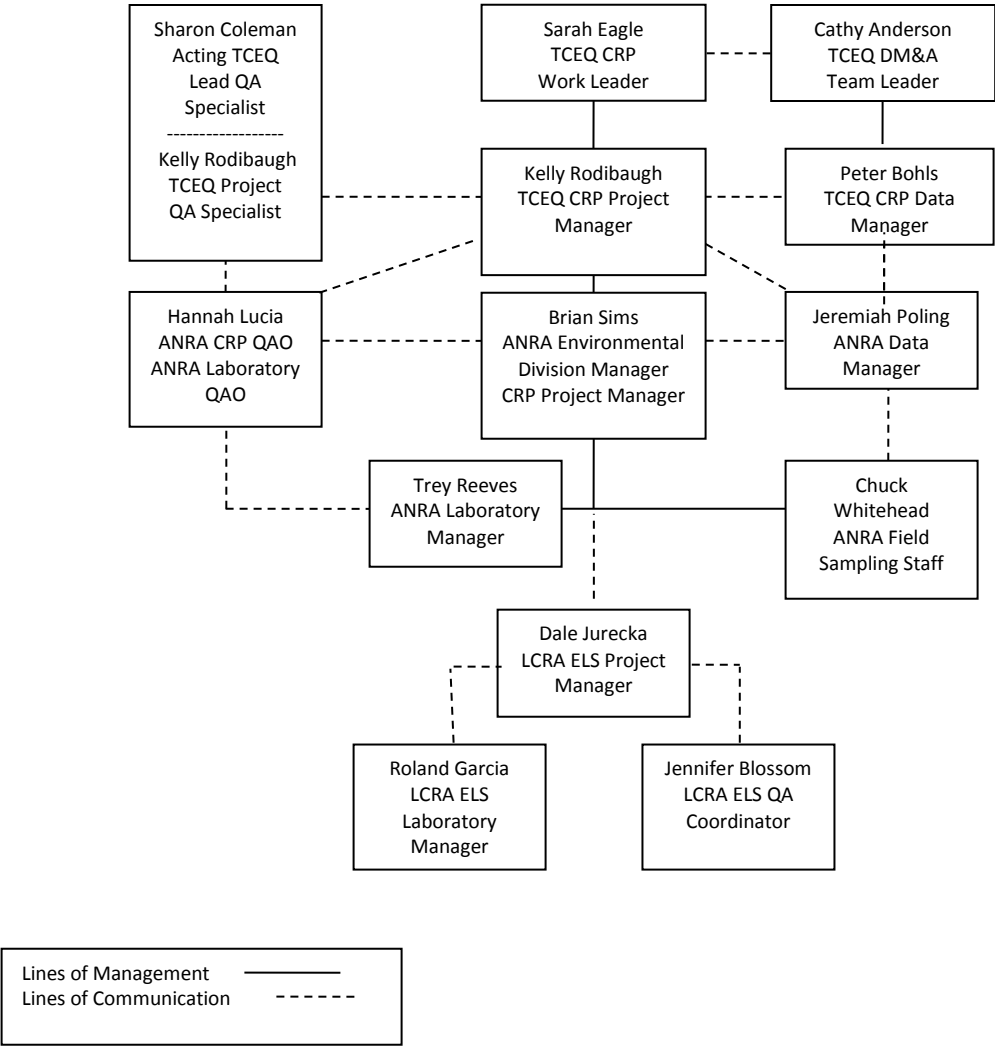 Sharon Coleman
Acting TCEQ
Lead QA
Specialist
------------------
Kelly Rodibaugh
TCEQ Project
QA Specialist
Sarah Eagle
TCEQ CRP
Work Leader
Cathy Anderson
TCEQ DM&A
Team Leader
Kelly Rodibaugh
TCEQ CRP Project
Manager
Peter Bohls
TCEQ CRP Data
Manager
Hannah Lucia
ANRA CRP QAO
ANRA Laboratory
QAO
Brian Sims
ANRA Environmental
Division Manager
CRP Project Manager
Jeremiah Poling
ANRA Data
Manager
Trey Reeves
ANRA Laboratory
Manager
Chuck
Whitehead
ANRA Field
Sampling Staff
Dale Jurecka
LCRA ELS Project
Manager
Roland Garcia
LCRA ELS
Laboratory
Manager
Jennifer Blossom
LCRA ELS QA
Coordinator
Lines of Management
Lines of Communication